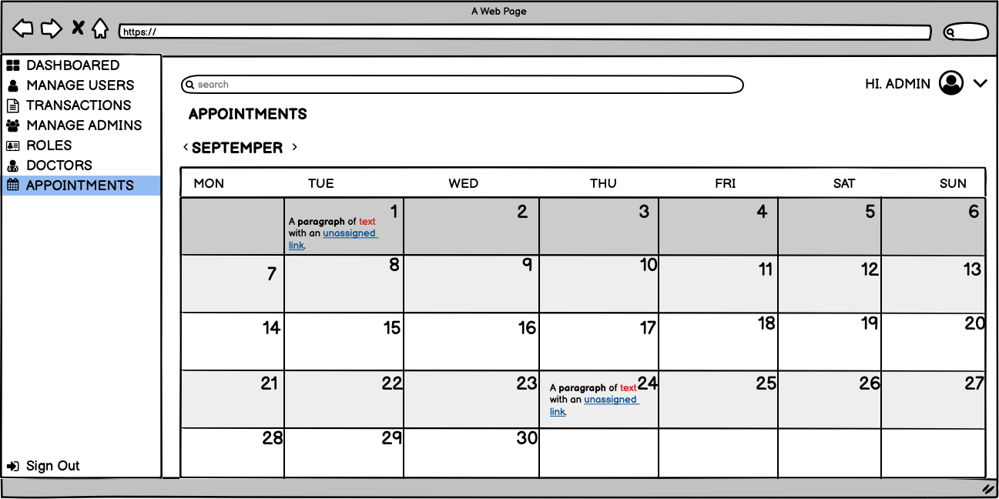 A Web Page
https://
DASHBOARED
MANAGE USERS
TRANSACTIONS
MANAGE ADMINS
ROLES
DOCTORS
APPOINTMENTS
Sign Out
search
HI. ADMIN
APPOINTMENTS
< SEPTEMPER >
MON TUE WED THU FRI SAT SUN
1 2 3 4 5 6
A paragraph of text
with an unassigned
link.
7 8 9 10 11 12 13
14 15 16 17 18 19 20
21 22 23 24 25 26 27
A paragraph of text
with an unassigned
link.
28 29 30